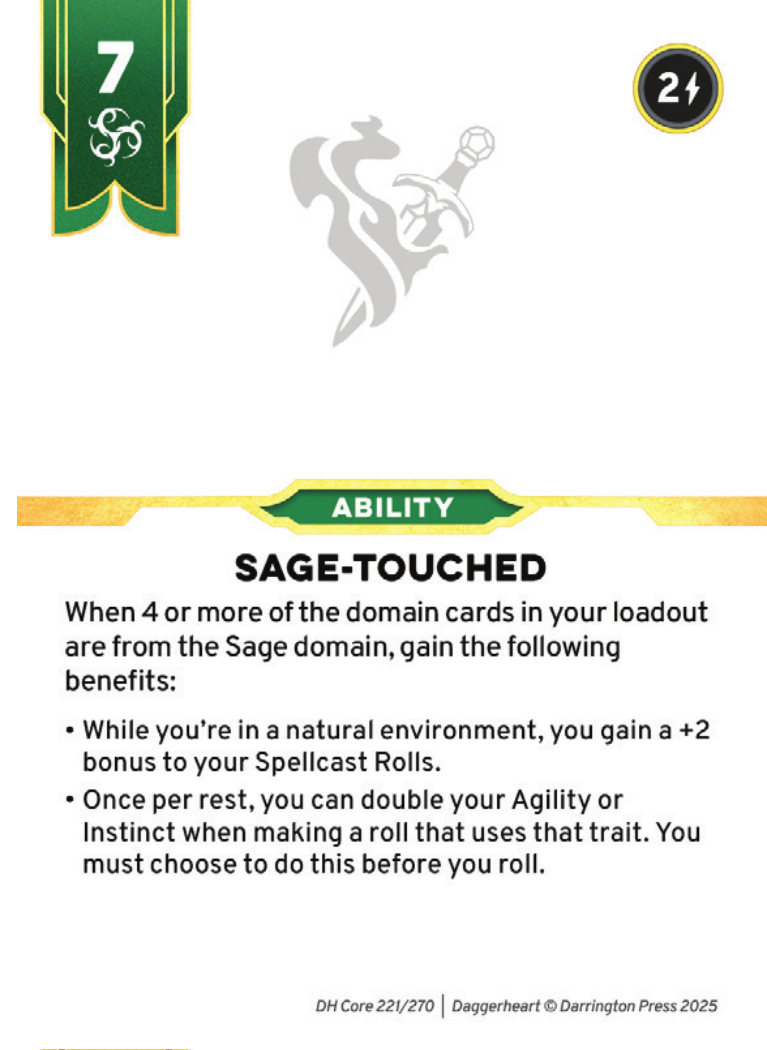 7
2
ABILITY
SAGE-TOUCHED
When 4 or more of the domain cards in your loadout
are from the Sage domain, gain the following
benefits:
• While you're in a natural environment, you gain a +2
bonus to your Spellcast Rolls.
• Once per rest, you can double your Agility or
Instinct when making a roll that uses that trait. You
must choose to do this before you roll.
DH Core 221/270 | Daggerheart © Darrington Press 2025